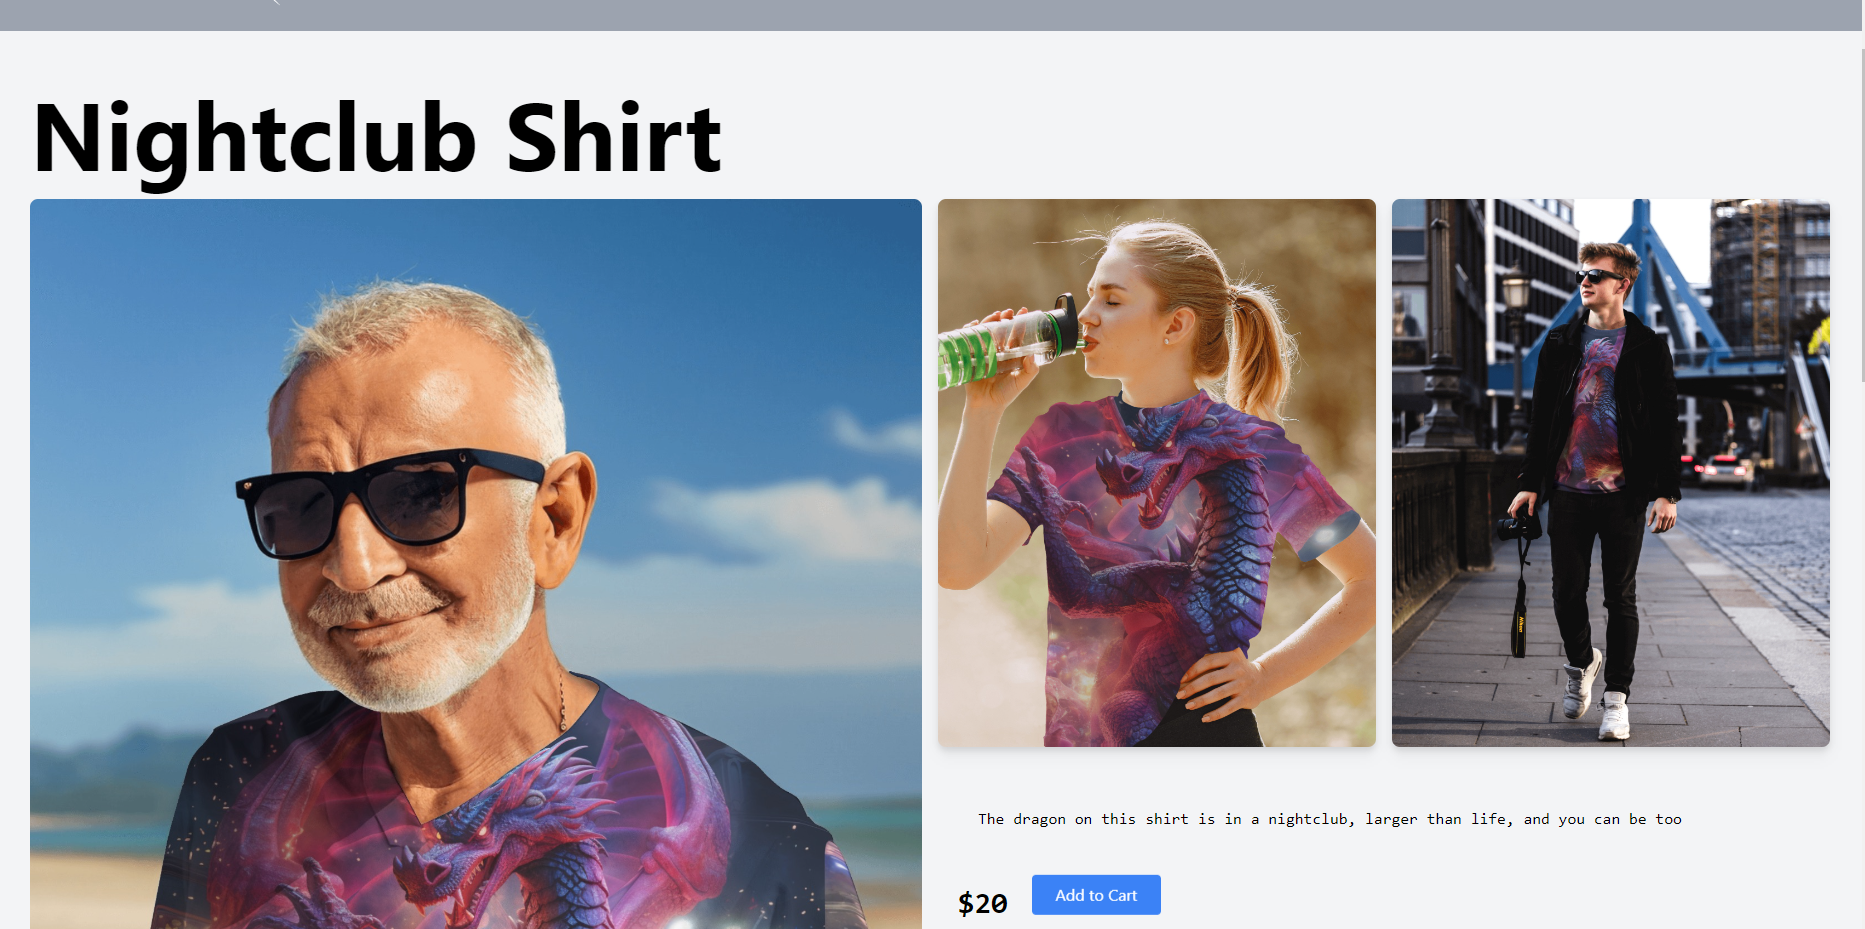 Nightclub Shirt
Nikon
The dragon on this shirt is in a nightclub, larger than life, and you can be too
$20
Add to Cart